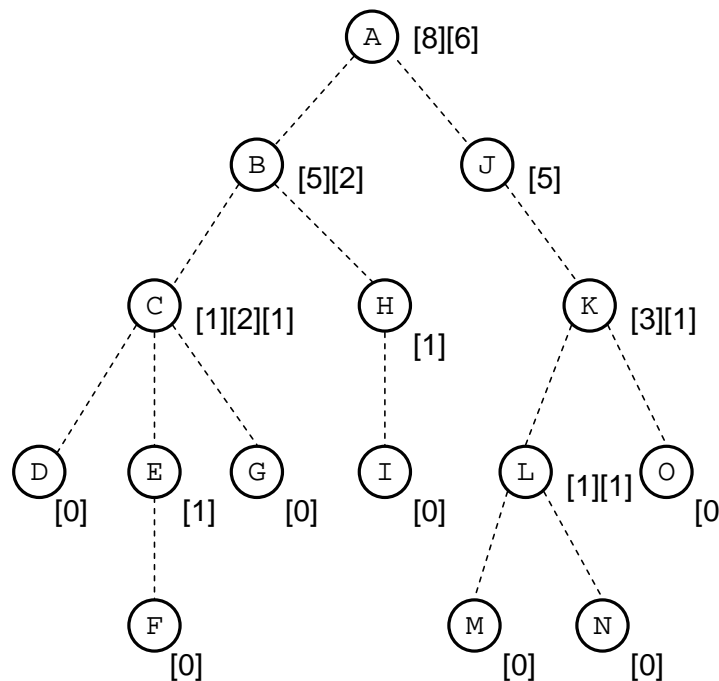 A [8][6]
B [5][2] J [5]
C [1][2][1] H [1] K [3][1]
D [0] E [1] G [0] I [0] L [1][1] O [0
F [0] M [0] N [0]